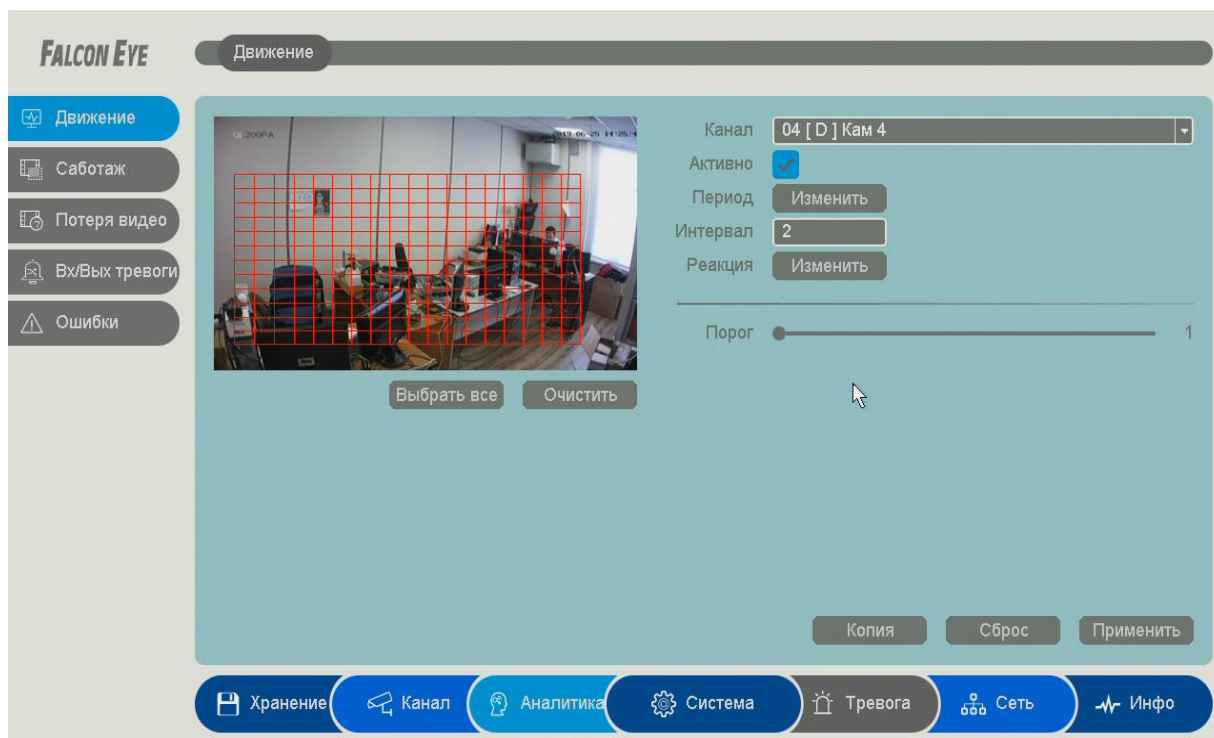 FALCON EYE
Движение
Движение
Саботаж
Потеря видео
Вх/Вых тревоги
Ошибки
Канал 04 [ D ] Кам 4
Активно
Период Изменить
Интервал 2
Реакция Изменить
Порог 1
Выбрать все Очистить
Копия Сброс Применить
Хранение Канал Аналитика Система Тревога Сеть Инфо